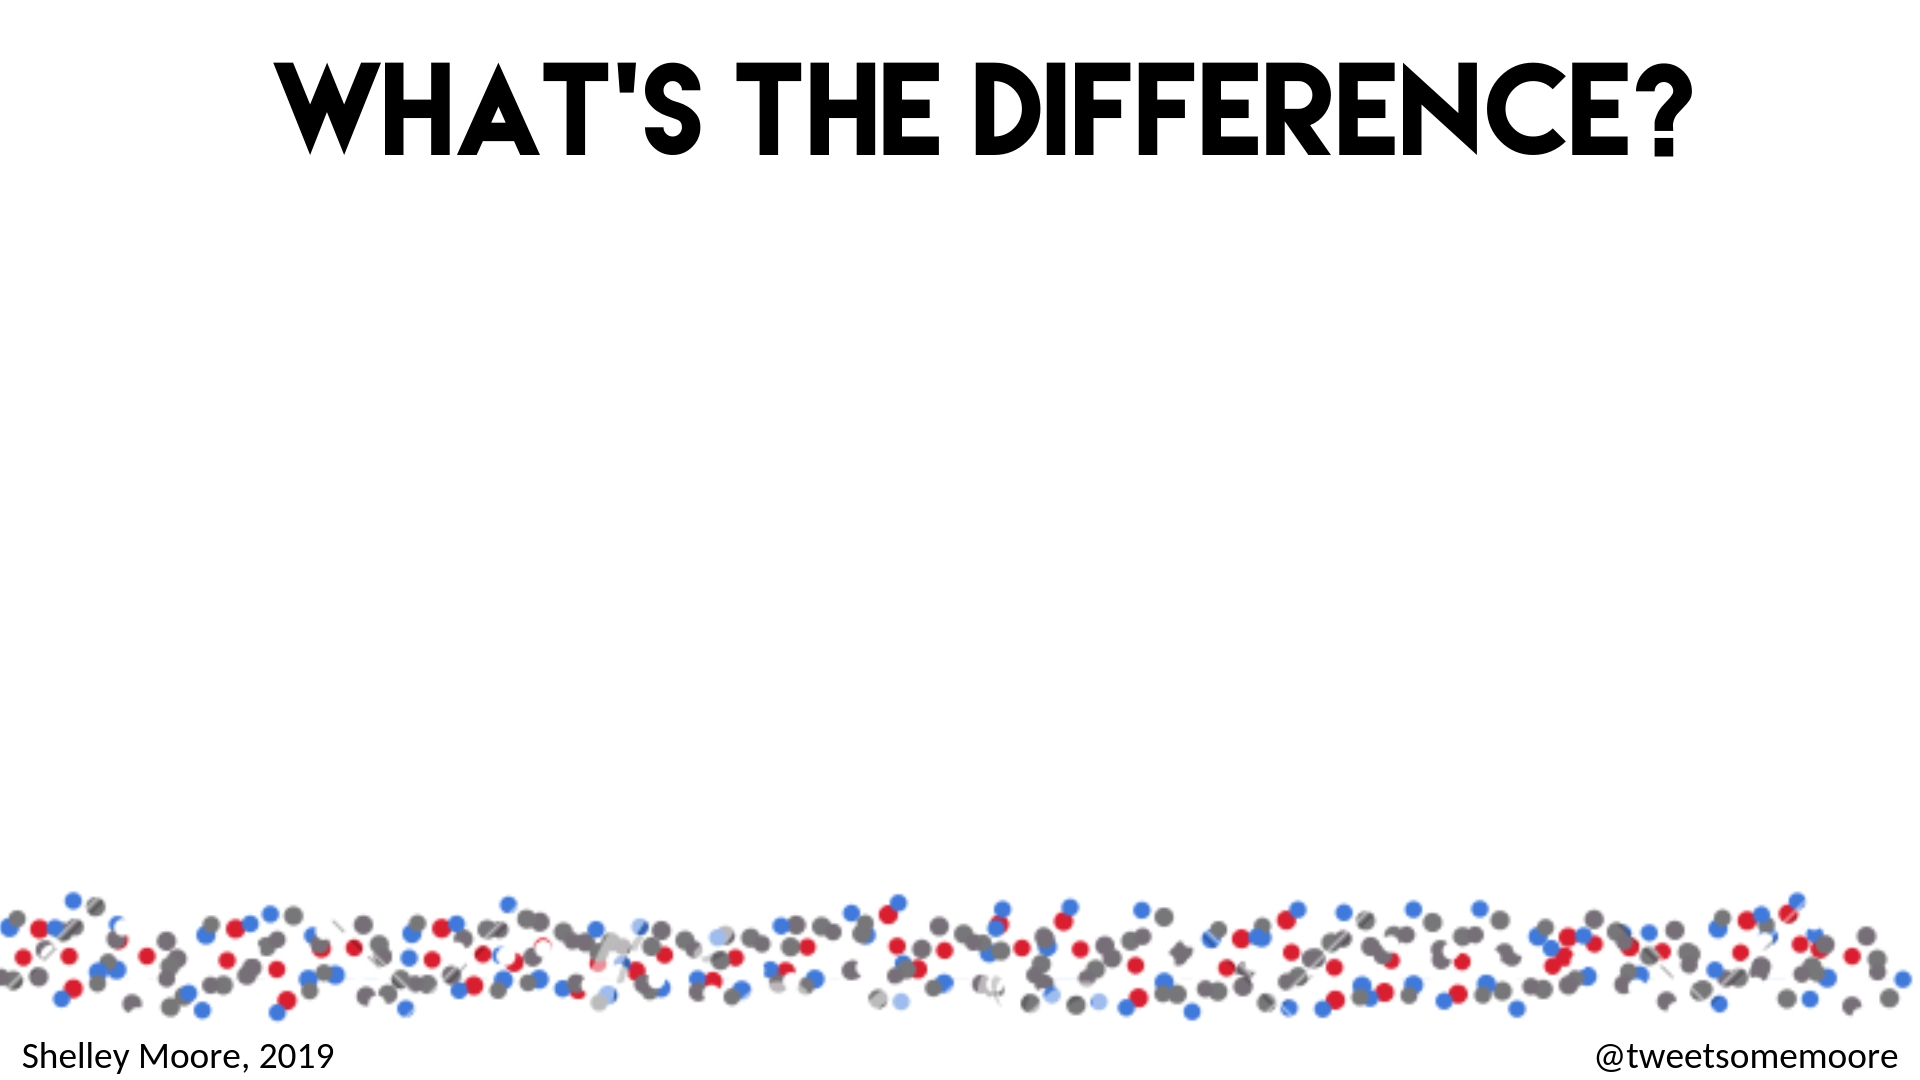 WHAT'S THE DIFFERENCE?
Shelley Moore, 2019
@tweetsomemoore